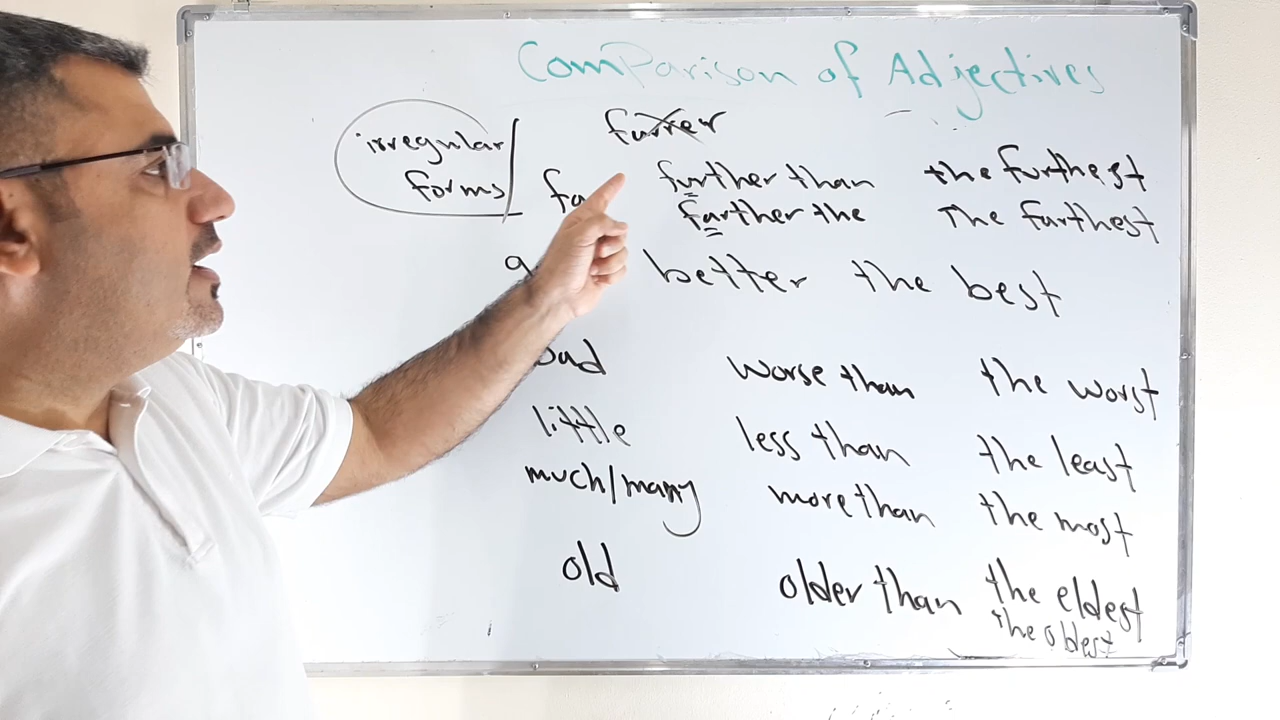 Comparison of Adjectives
irregular
forms
fa further than the furthest
farther the The farthest
better the best
bad worse than the worst
little less than the least
much/many more than the most
old older than the eldest
the oldest